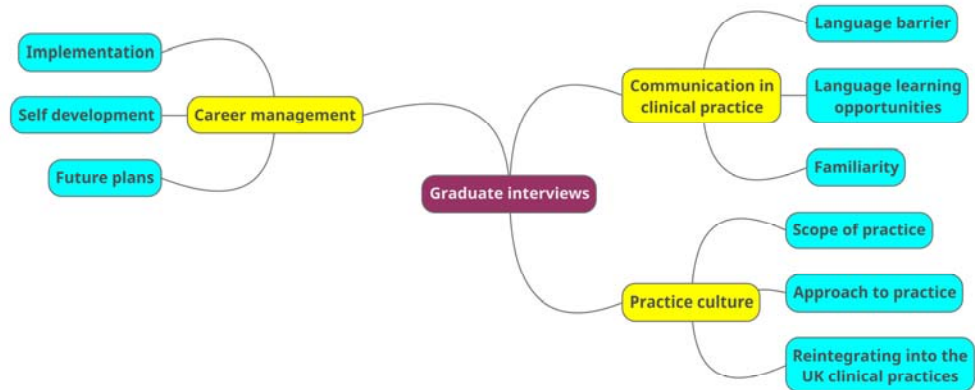 Graduate interviews
Career management
Implementation
Self development
Future plans
Communication in
clinical practice
Language barrier
Language learning
opportunities
Familiarity
Practice culture
Scope of practice
Approach to practice
Reintegrating into the
UK clinical practices